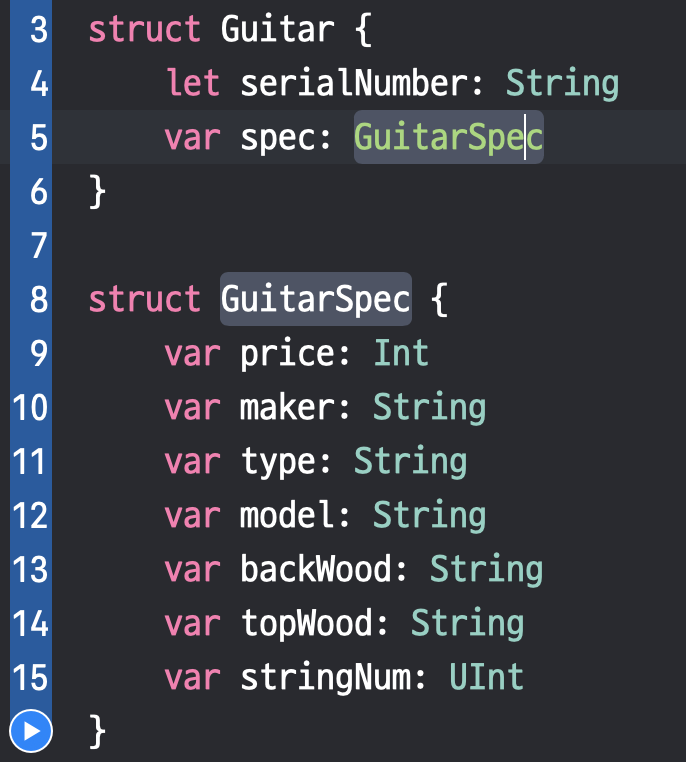 3 struct Guitar {
4     let serialNumber: String
5     var spec: GuitarSpec
6 }
7
8 struct GuitarSpec {
9     var price: Int
10     var maker: String
11     var type: String
12     var model: String
13     var backWood: String
14     var topWood: String
15     var stringNum: UInt
}